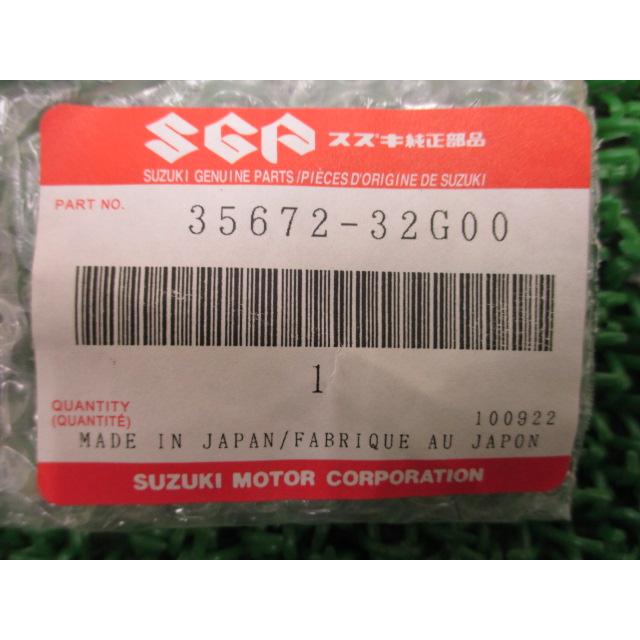 SGP スズキ純正部品
SUZUKI GENUINE PARTS/PIÈCES D'ORIGINE DE SUZUKI
PART NO. 35672-32G00
1
QUANTITY
(QUANTITÉ)
100922
MADE IN JAPAN/FABRIQUE AU JAPON
SUZUKI MOTOR CORPORATION